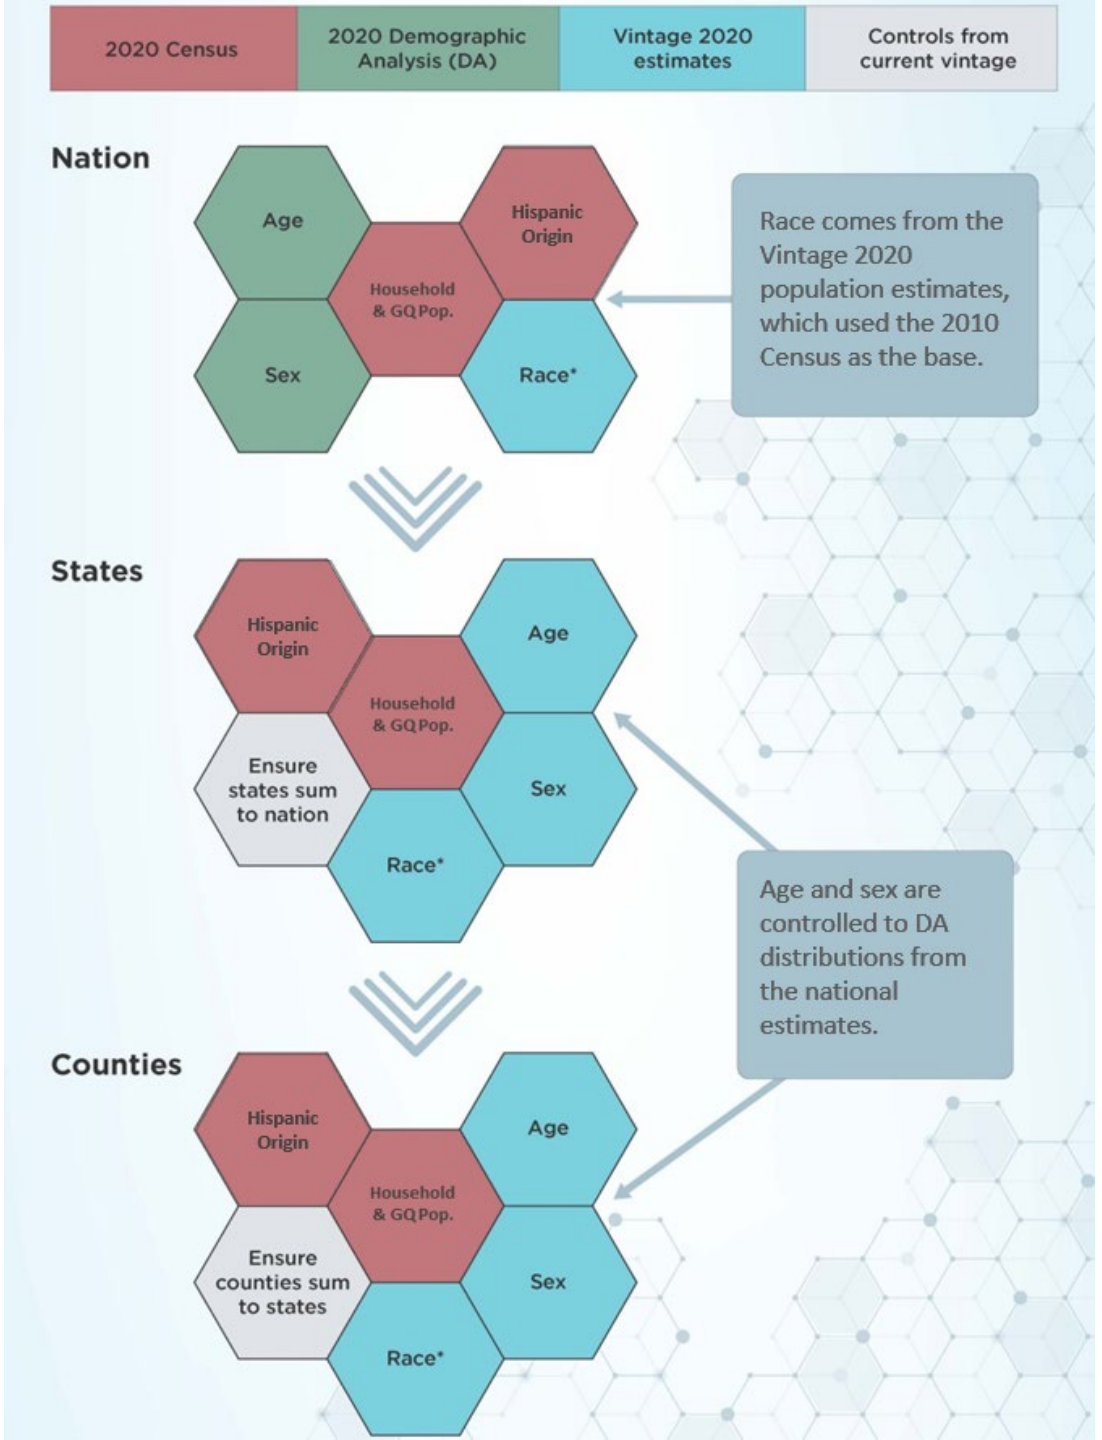 2020 Census
2020 Demographic
Analysis (DA)
Vintage 2020
estimates
Controls from
current vintage
Nation
Age
Sex
Household
& GQ Pop.
Hispanic
Origin
Race*
Race comes from the
Vintage 2020
population estimates,
which used the 2010
Census as the base.
States
Hispanic
Origin
Ensure
states sum
to nation
Household
& GQ Pop.
Race*
Age
Sex
Age and sex are
controlled to DA
distributions from
the national
estimates.
Counties
Hispanic
Origin
Ensure
counties sum
to states
Household
& GQ Pop.
Race*
Age
Sex